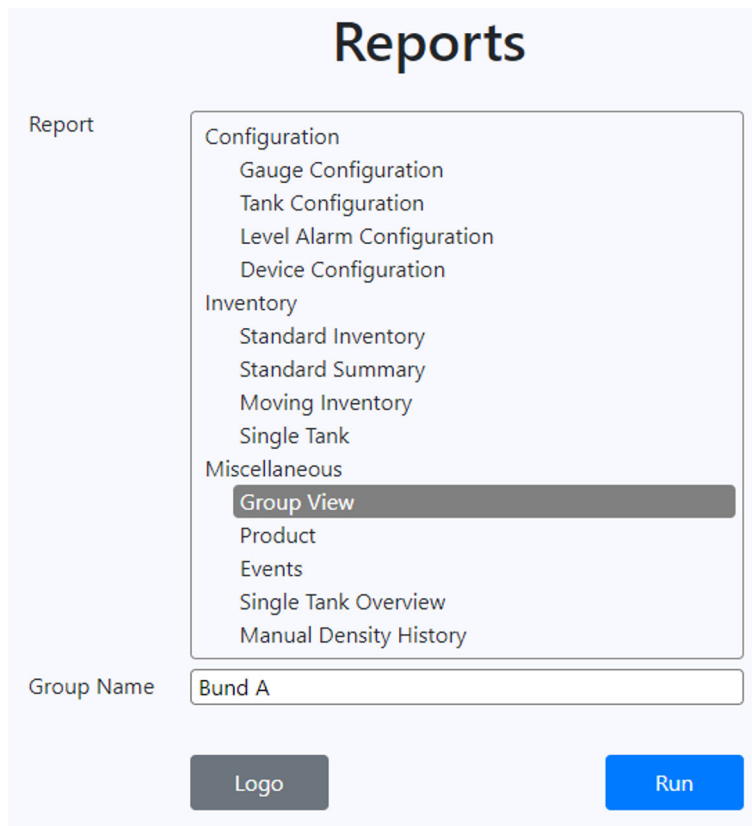 Reports
Report
Configuration
Gauge Configuration
Tank Configuration
Level Alarm Configuration
Device Configuration
Inventory
Standard Inventory
Standard Summary
Moving Inventory
Single Tank
Miscellaneous
Group View
Product
Events
Single Tank Overview
Manual Density History
Group Name Bund A
Logo Run